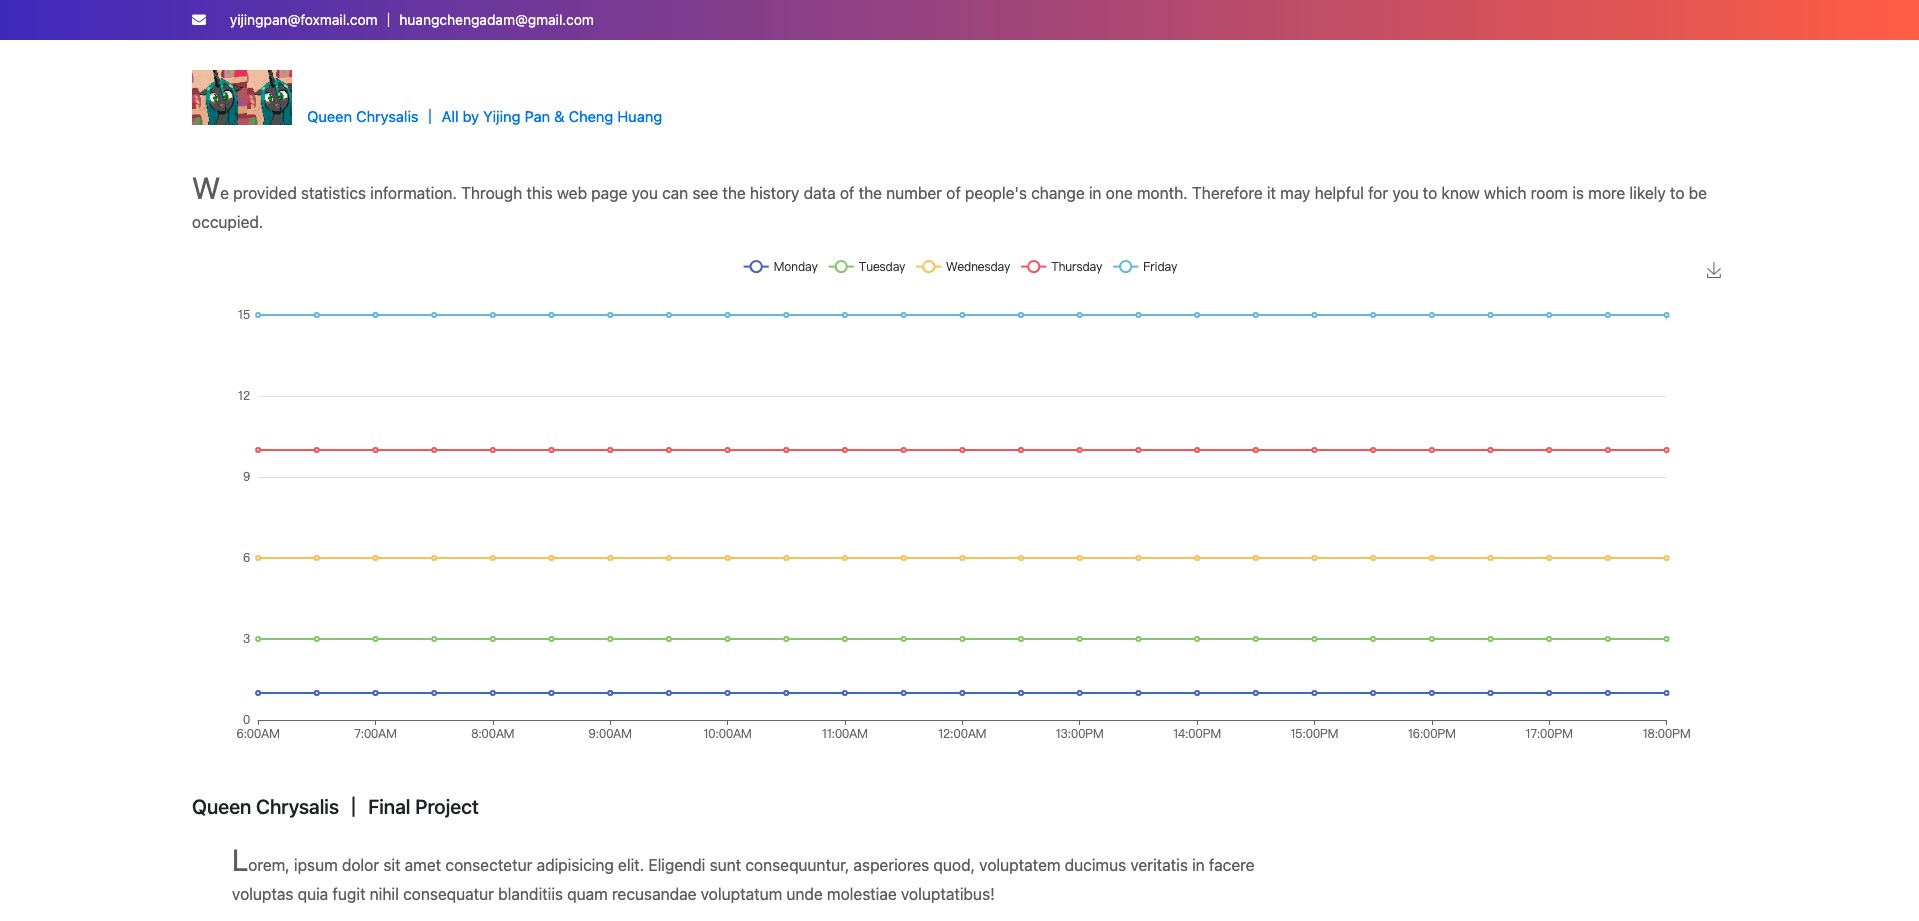 yijingpan@foxmail.com | huangchengadam@gmail.com
Queen Chrysalis | All by Yijing Pan & Cheng Huang
We provided statistics information. Through this web page you can see the history data of the number of people's change in one month. Therefore it may helpful for you to know which room is more likely to be
occupied.
Monday Tuesday Wednesday Thursday Friday
15
12
9
6
3
0
6:00AM 7:00AM 8:00AM 9:00AM 10:00AM 11:00AM 12:00AM 13:00PM 14:00PM 15:00PM 16:00PM 17:00PM 18:00PM
Queen Chrysalis | Final Project
Lorem, ipsum dolor sit amet consectetur adipisicing elit. Eligendi sunt consequuntur, asperiores quod, voluptatem ducimus veritatis in facere
voluptas quia fugit nihil consequatur blanditiis quam recusandae voluptatum unde molestiae voluptatibus!